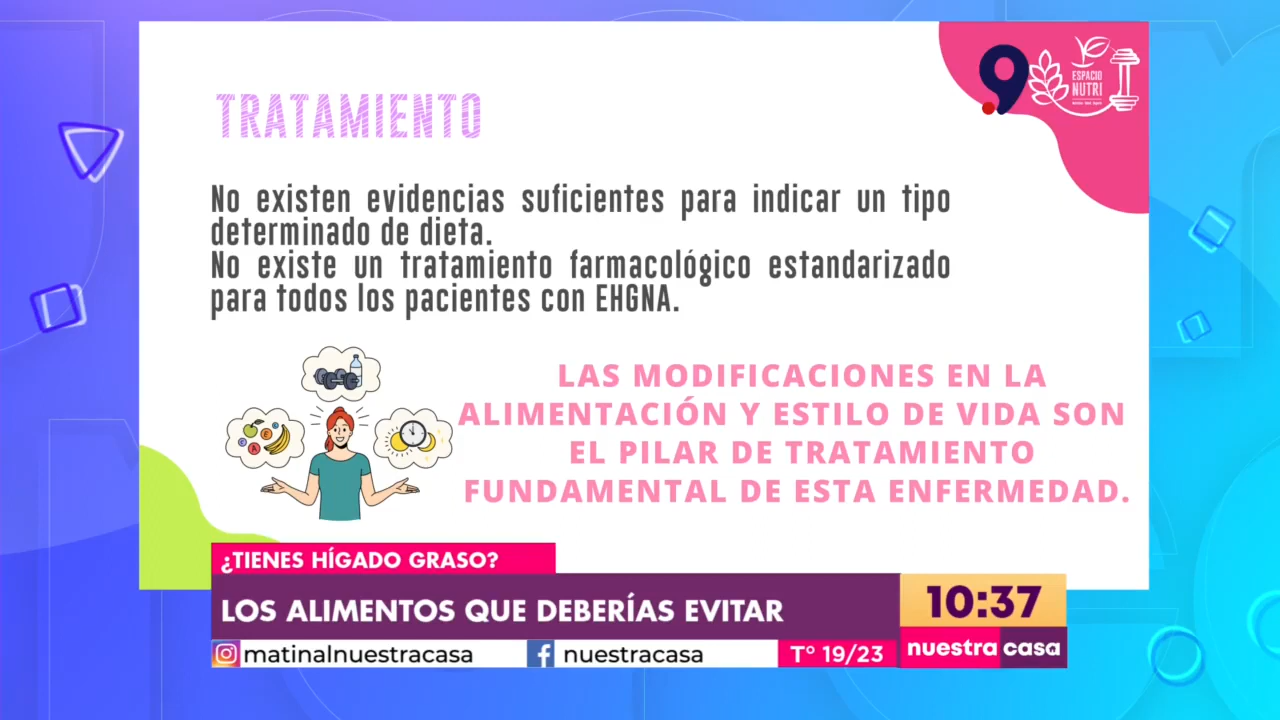 TRATAMIENTO
9
ESPACIO
NUTRI
No existen evidencias suficientes para indicar un tipo
determinado de dieta.
No existe un tratamiento farmacológico estandarizado
para todos los pacientes con EHGNA.
LAS MODIFICACIONES EN LA
ALIMENTACIÓN Y ESTILO DE VIDA SON
EL PILAR DE TRATAMIENTO
FUNDAMENTAL DE ESTA ENFERMEDAD.
¿TIENES HÍGADO GRASO?
LOS ALIMENTOS QUE DEBERÍAS EVITAR
10:37
matinalnuestracasa
nuestracasa
T° 19/23
nuestra casa